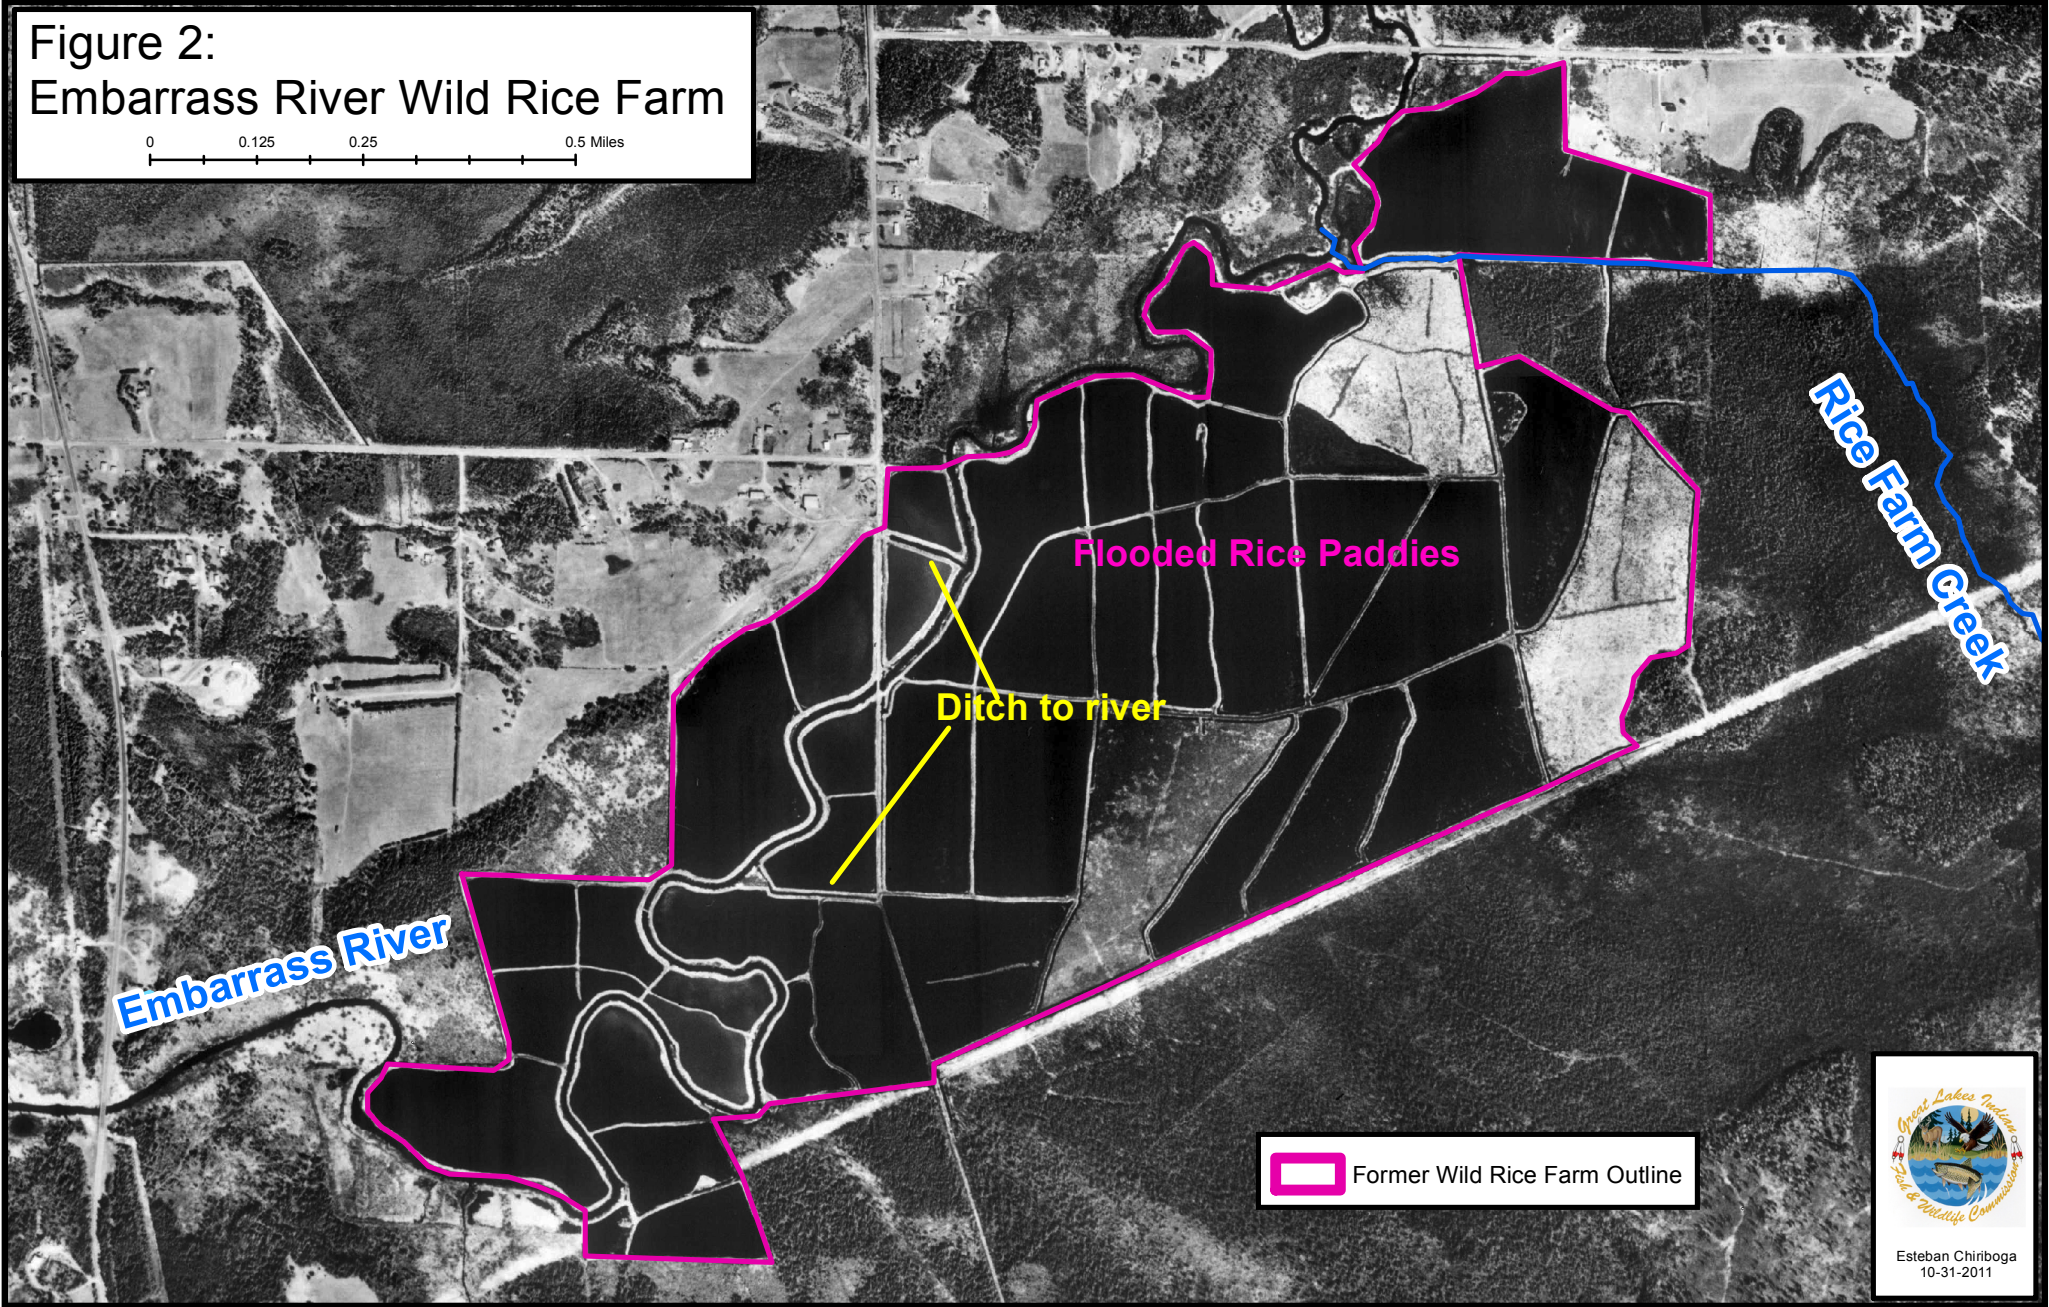 Figure 2:
Embarrass River Wild Rice Farm
0 0.125 0.25 0.5 Miles
Rice Farm Creek
Flooded Rice Paddies
Ditch to river
Embarrass River
Former Wild Rice Farm Outline
Great Lakes Indian
Fish & Wildlife Commission
Esteban Chiriboga
10-31-2011